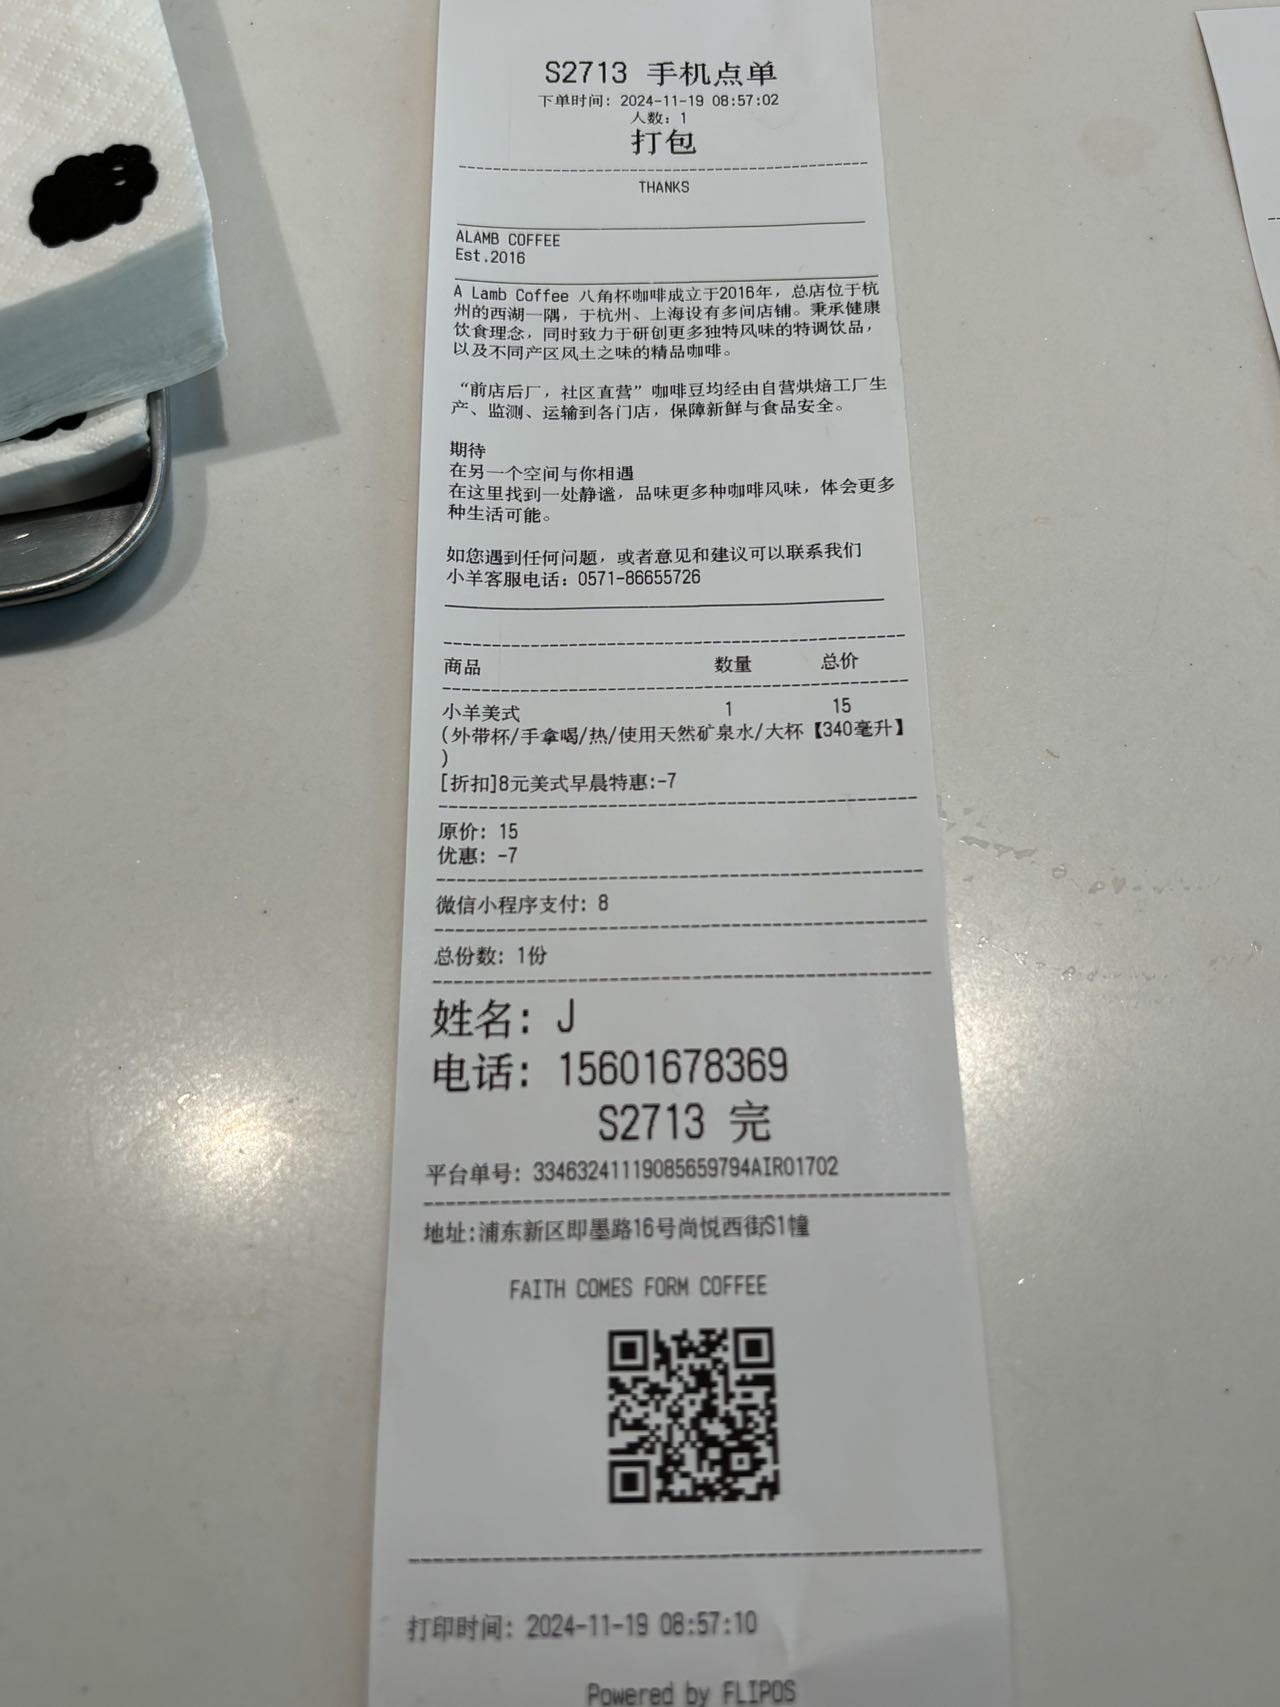 S2713 手机点单
下单时间: 2024-11-19 08:57:02
人数: 1
打包
THANKS
ALAMB COFFEE
Est.2016
A Lamb Coffee 八角杯咖啡成立于2016年，总店位于杭
州的西湖一隅，于杭州、上海设有多间店铺。秉承健康
饮食理念，同时致力于研创更多独特风味的特调饮品，
以及不同产区风土之味的精品咖啡。
“前店后厂，社区直营”咖啡豆均经由自营烘焙工厂生
产、监测、运输到各门店，保障新鲜与食品安全。
期待
在另一个空间与你相遇
在这里找到一处静谧，品味更多种咖啡风味，体会更多
种生活可能。
如您遇到任何问题，或者意见和建议可以联系我们
小羊客服电话: 0571-86655726
商品 数量 总价
小羊美式 1 15
(外带杯/手拿喝/热/使用天然矿泉水/大杯【340毫升】
)
[折扣]8元美式早晨特惠:-7
原价: 15
优惠: -7
微信小程序支付: 8
总份数: 1份
姓名: J
电话: 15601678369
S2713 完
平台单号: 33463241119085659794AIR01702
地址:浦东新区即墨路16号尚悦西街S1幢
FAITH COMES FORM COFFEE
打印时间: 2024-11-19 08:57:10
Powered by FLIPOS